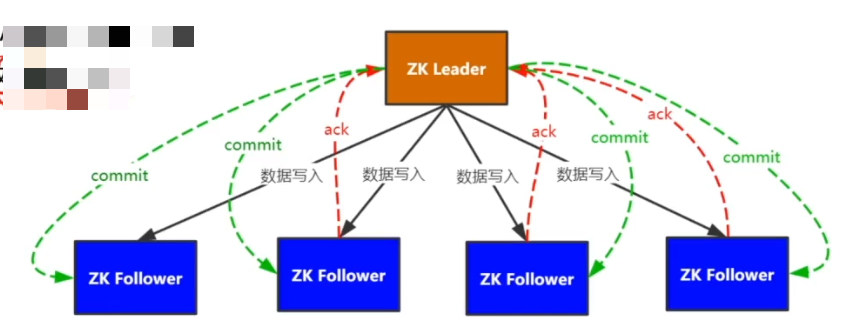 ZK Leader
ack
ack
ack
commit
commit
commit
commit
数据写入
数据写入
数据写入
数据写入
ZK Follower
ZK Follower
ZK Follower
ZK Follower